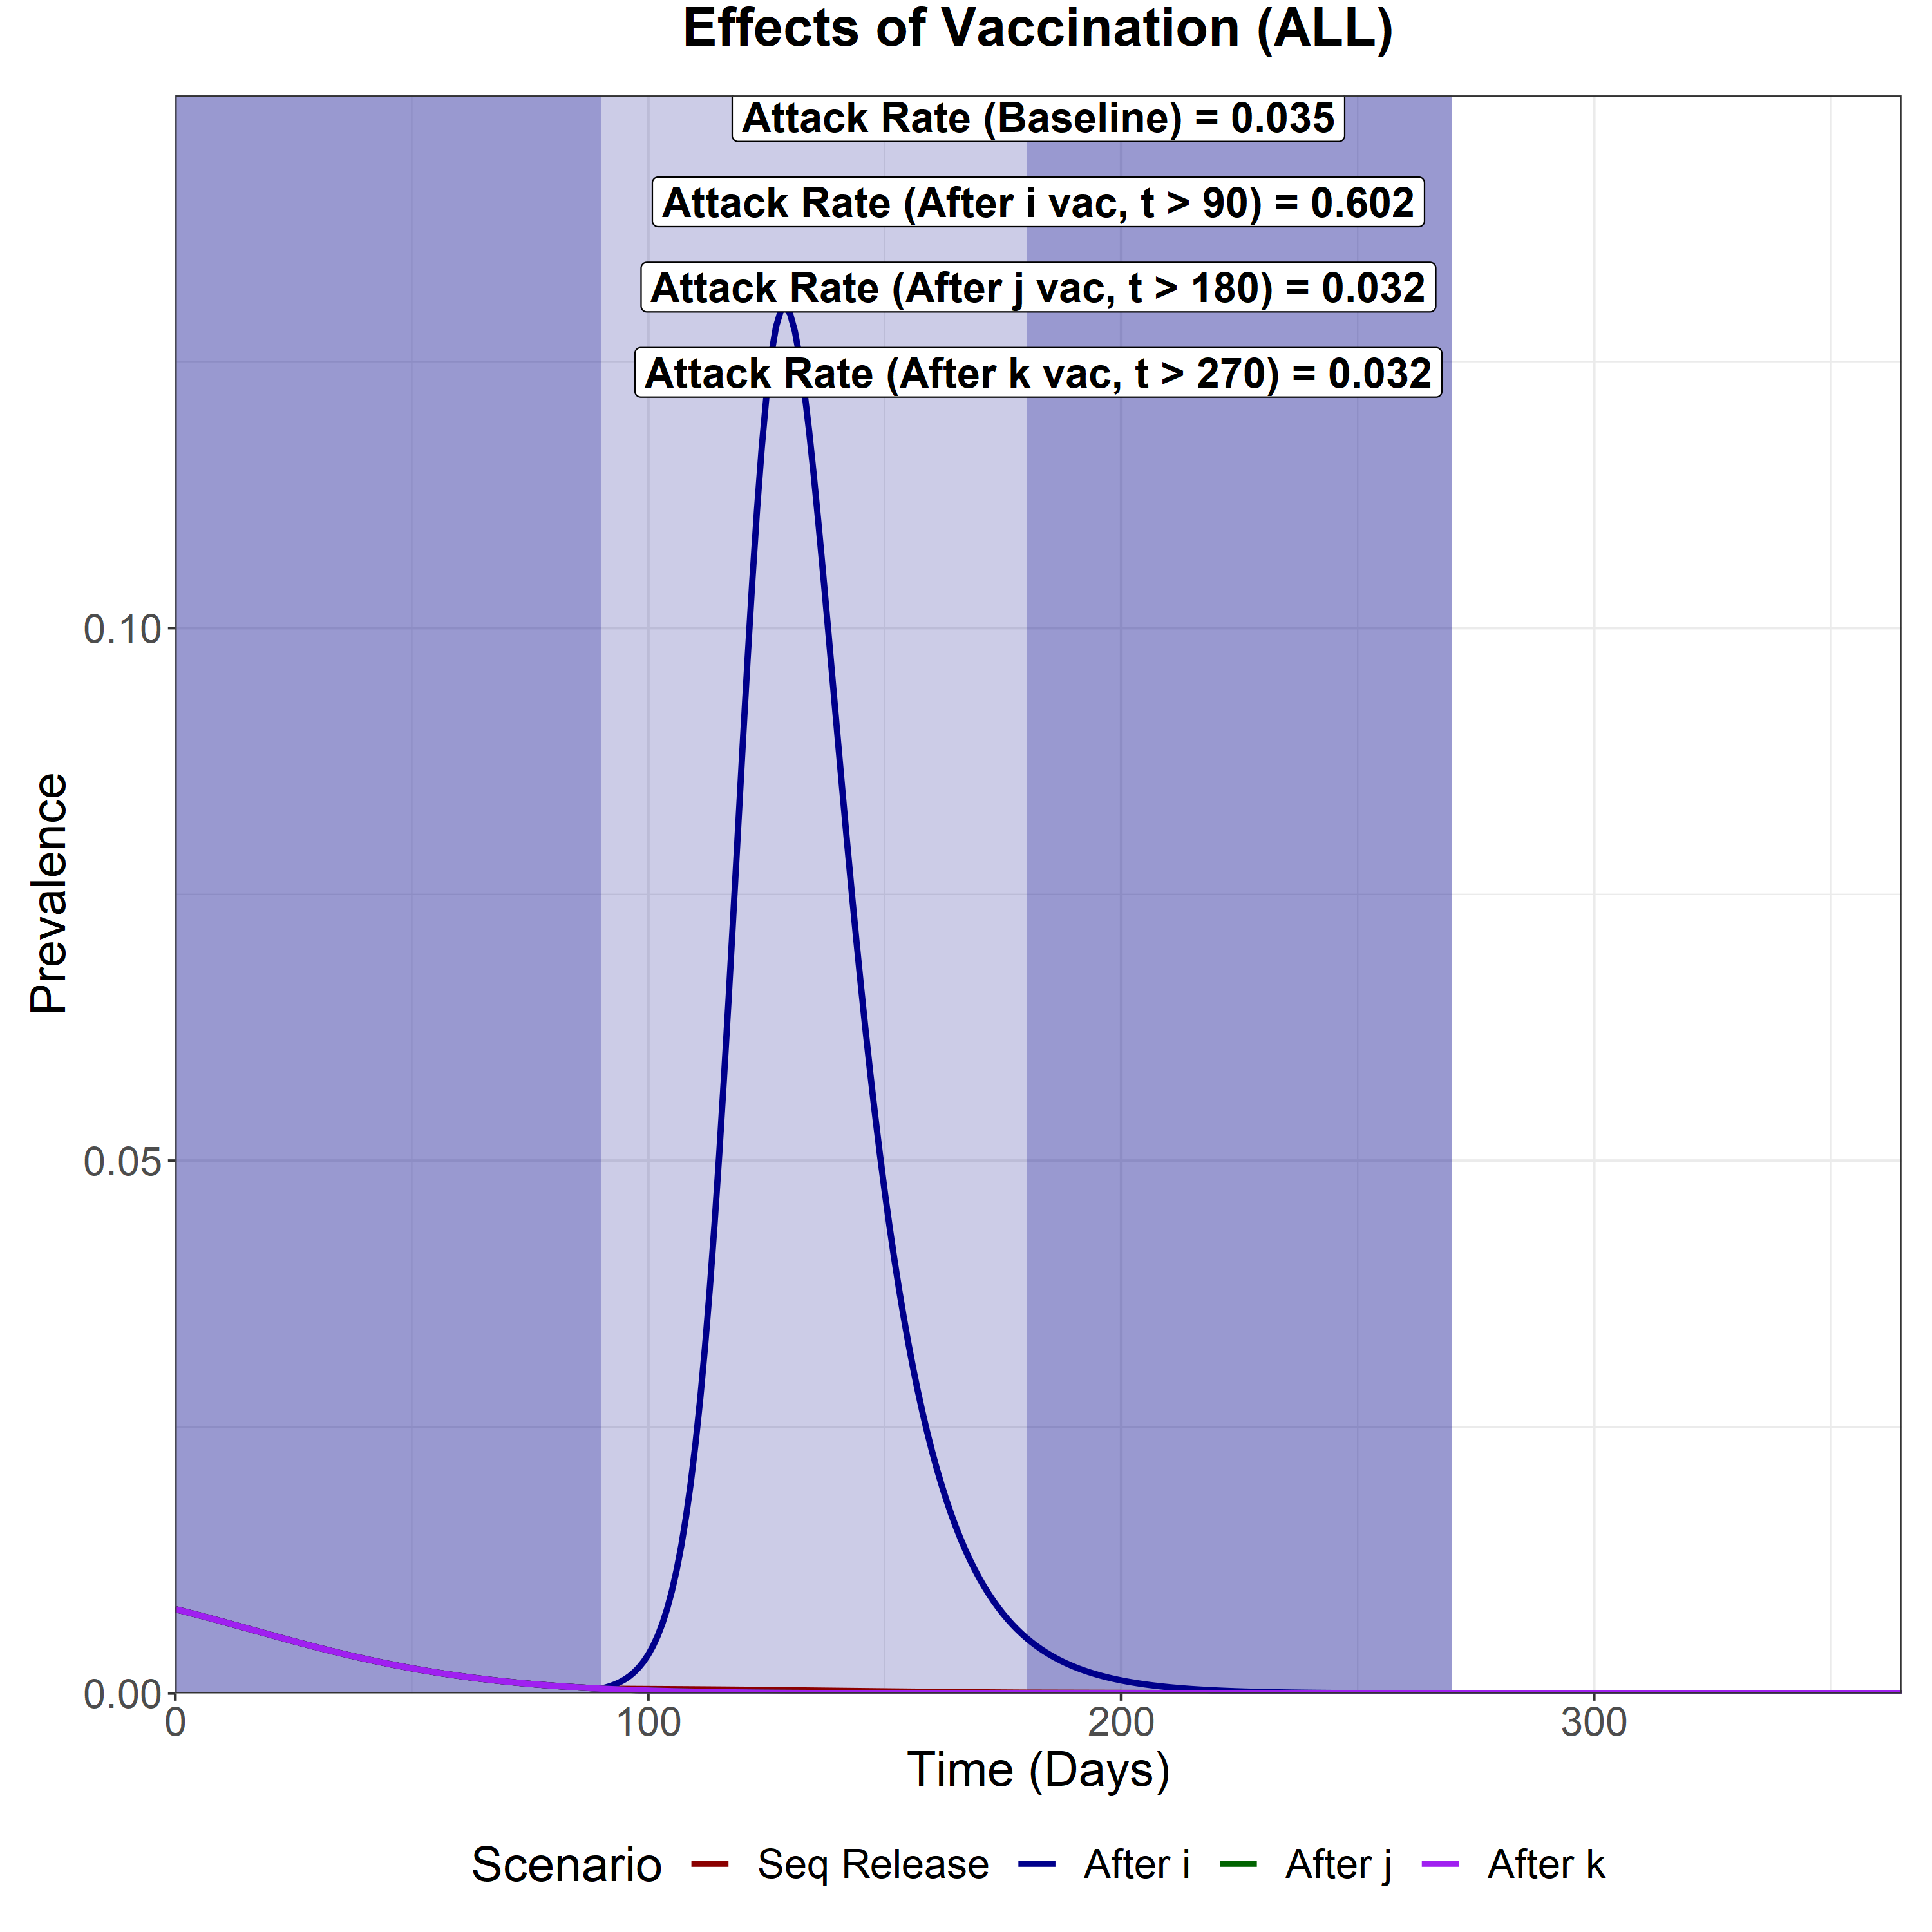 Effects of Vaccination (ALL)
Attack Rate (Baseline) = 0.035
Attack Rate (After i vac, t > 90) = 0.602
Attack Rate (After j vac, t > 180) = 0.032
Attack Rate (After k vac, t > 270) = 0.032
Prevalence
0.10
0.05
0.00
0 100 200 300
Time (Days)
Scenario Seq Release After i After j After k